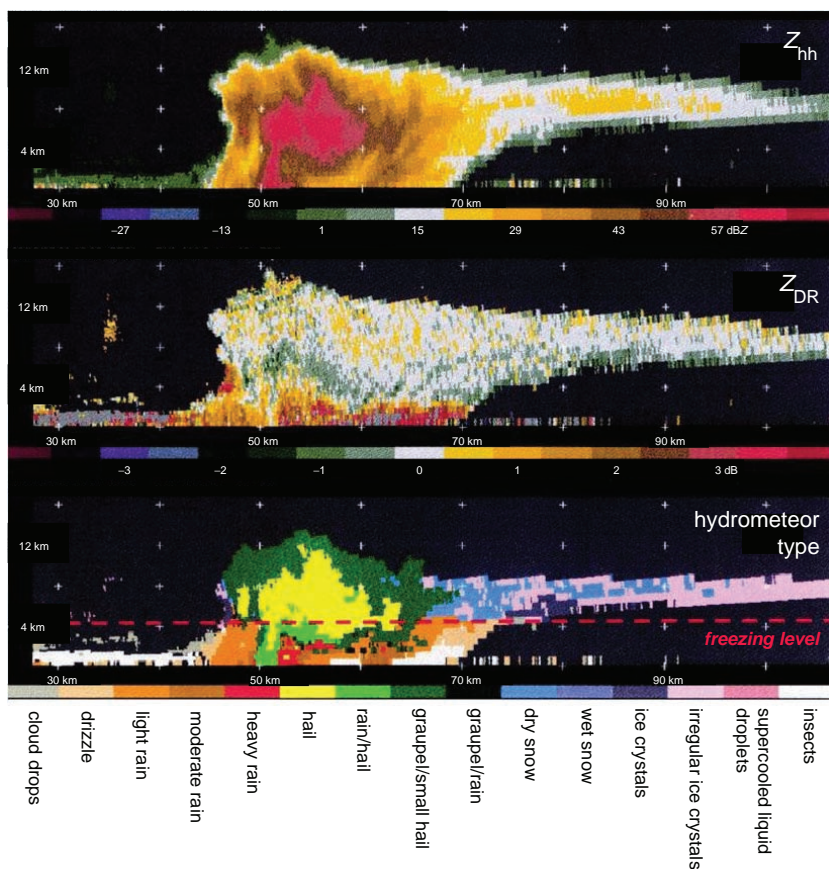 Zhh
12 km
4 km
30 km 50 km 70 km 90 km
−27 −13 1 15 29 43 57 dBZ
ZDR
12 km
4 km
30 km 50 km 70 km 90 km
−3 −2 −1 0 1 2 3 dB
hydrometeor
type
12 km
4 km
freezing level
30 km 50 km 70 km 90 km
cloud drops
drizzle
light rain
moderate rain
heavy rain
hail
rain/hail
graupel/small hail
graupel/rain
dry snow
wet snow
ice crystals
irregular ice crystals
supercooled liquid
droplets
insects